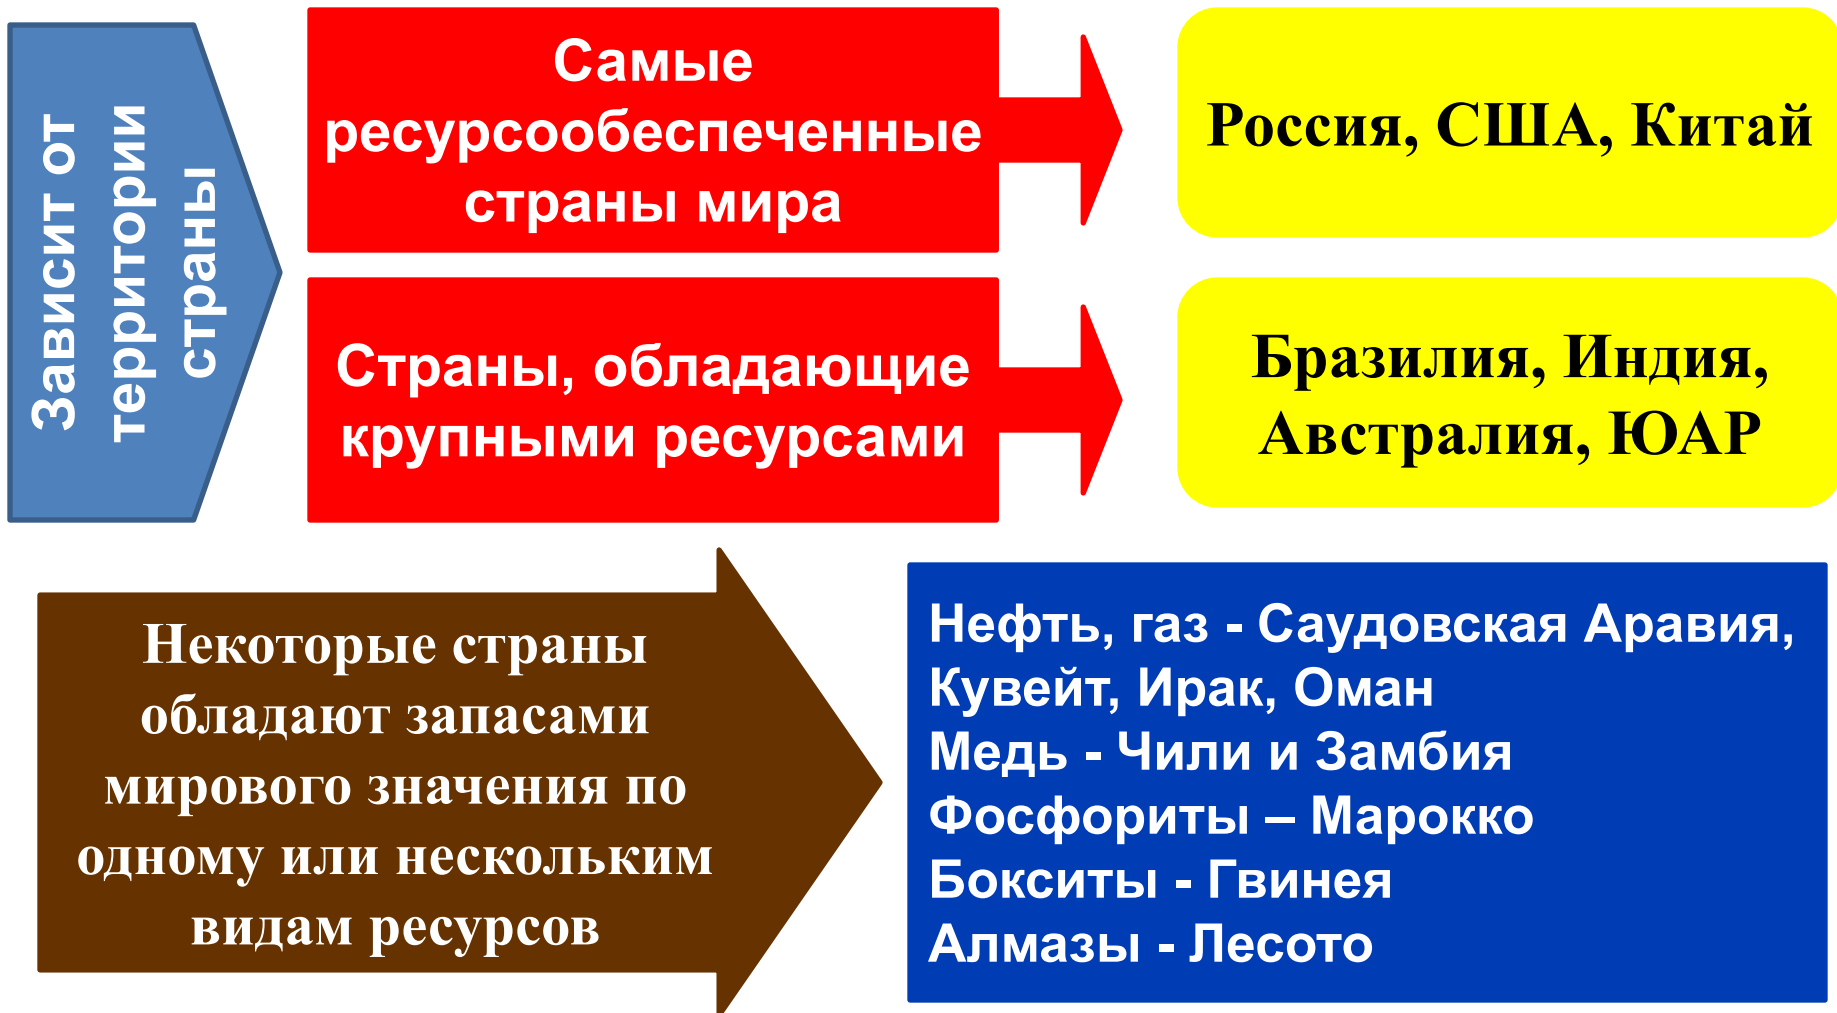 Зависит от
территории
страны
Самые
ресурсообеспеченные
страны мира
Россия, США, Китай
Страны, обладающие
крупными ресурсами
Бразилия, Индия,
Австралия, ЮАР
Некоторые страны
обладают запасами
мирового значения по
одному или нескольким
видам ресурсов
Нефть, газ - Саудовская Аравия,
Кувейт, Ирак, Оман
Медь - Чили и Замбия
Фосфориты – Марокко
Бокситы - Гвинея
Алмазы - Лесото